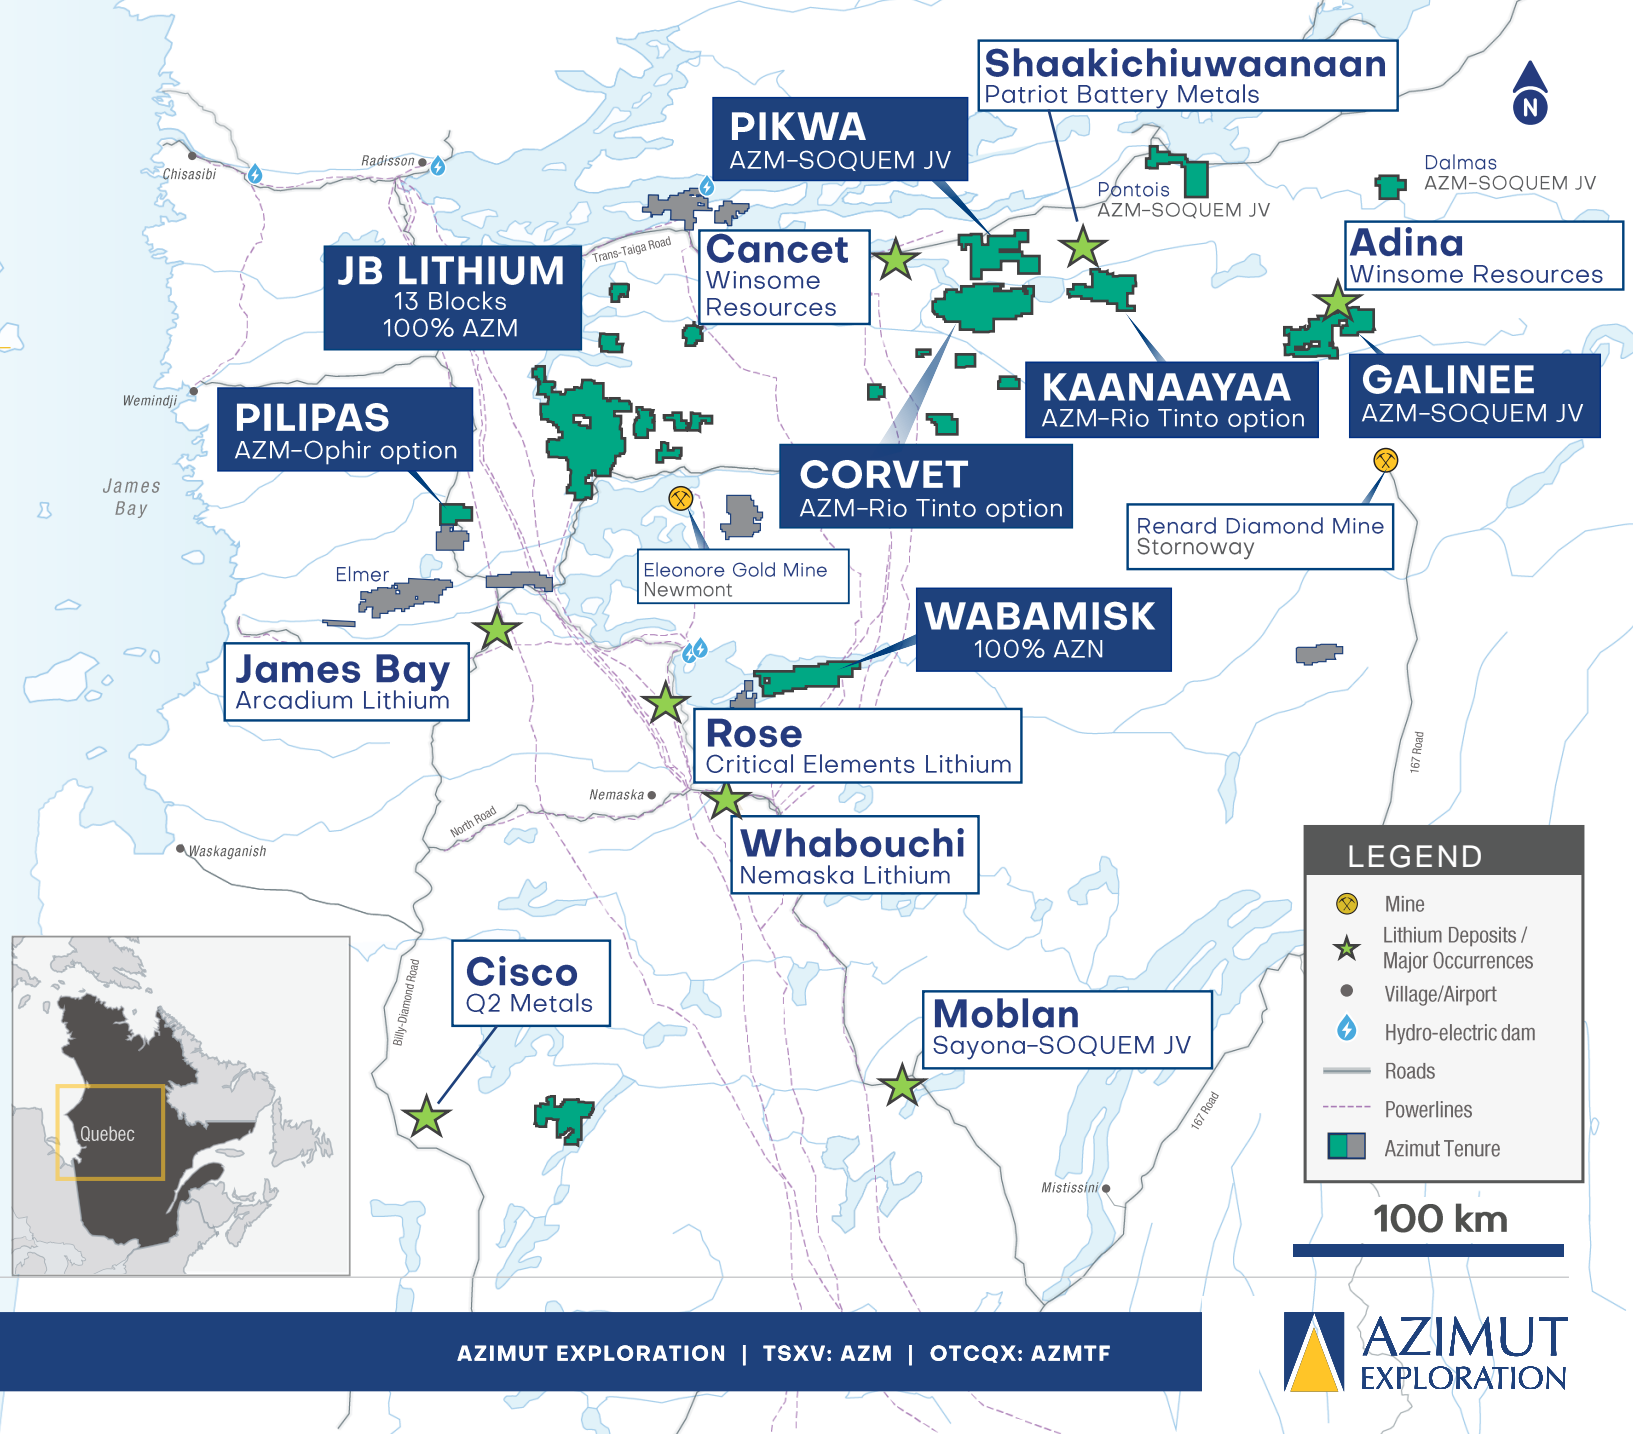 Shaakichiuwaanaan
Patriot Battery Metals
N
PIKWA
AZM-SOQUEM JV
Radisson
Chisasibi
Dalmas
AZM-SOQUEM JV
Pontois
AZM-SOQUEM JV
Trans-Taiga Road
Cancet
Winsome
Resources
Adina
Winsome Resources
JB LITHIUM
13 Blocks
100% AZM
KAANAAYAA
AZM-Rio Tinto option
GALINEE
AZM-SOQUEM JV
Wemindji
PILIPAS
AZM-Ophir option
CORVET
AZM-Rio Tinto option
James
Bay
Renard Diamond Mine
Stornoway
Elmer
Eleonore Gold Mine
Newmont
WABAMISK
100% AZN
James Bay
Arcadium Lithium
Rose
Critical Elements Lithium
167 Road
Nemaska
North Road
Whabouchi
Nemaska Lithium
Waskaganish
LEGEND
Mine
Lithium Deposits /
Major Occurrences
Village/Airport
Hydro-electric dam
Roads
Powerlines
Azimut Tenure
Billy-Diamond Road
Cisco
Q2 Metals
Moblan
Sayona-SOQUEM JV
167 Road
Quebec
Mistissini
100 km
AZIMUT EXPLORATION | TSXV: AZM | OTCQX: AZMTF
AZIMUT
EXPLORATION